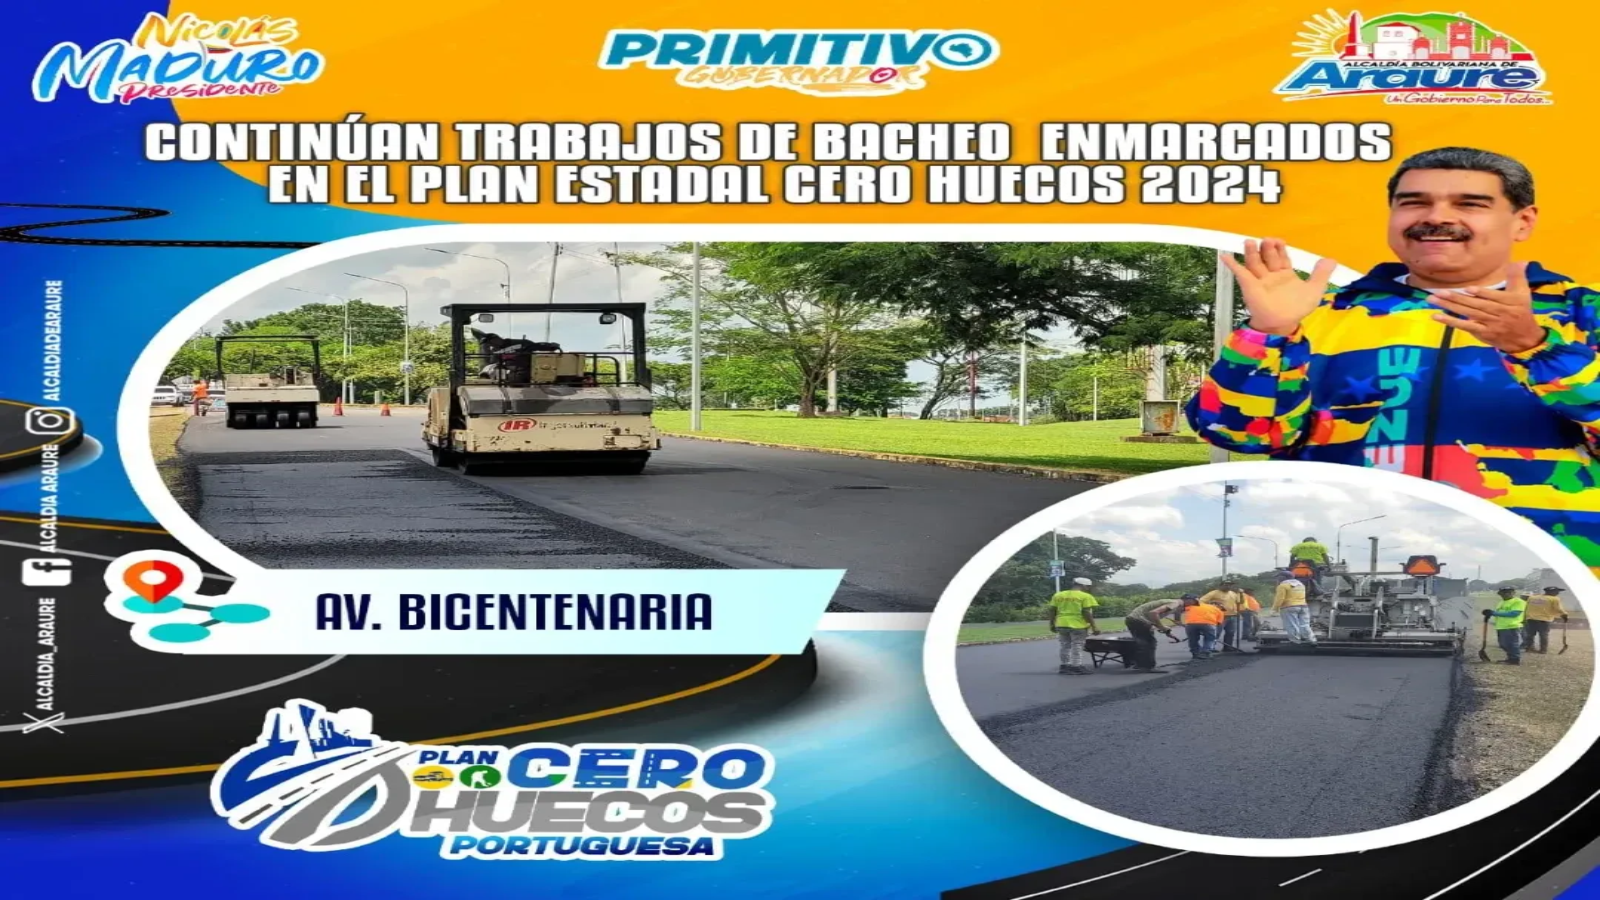 NICOLÁS
MADURO
PRESIDENTE
PRIMITIVO
GOBERNADOR
ALCALDÍA BOLIVARIANA DE
Araure
Un Gobierno Para Todos...
CONTINÚAN TRABAJOS DE BACHEO ENMARCADOS
EN EL PLAN ESTADAL CERO HUECOS 2024
ALCALDIADEARAURE
ALCALDIA ARAURE
ALCALDIA_ARAURE
IR
AV. BICENTENARIA
PLAN CERO
HUECOS
PORTUGUESA